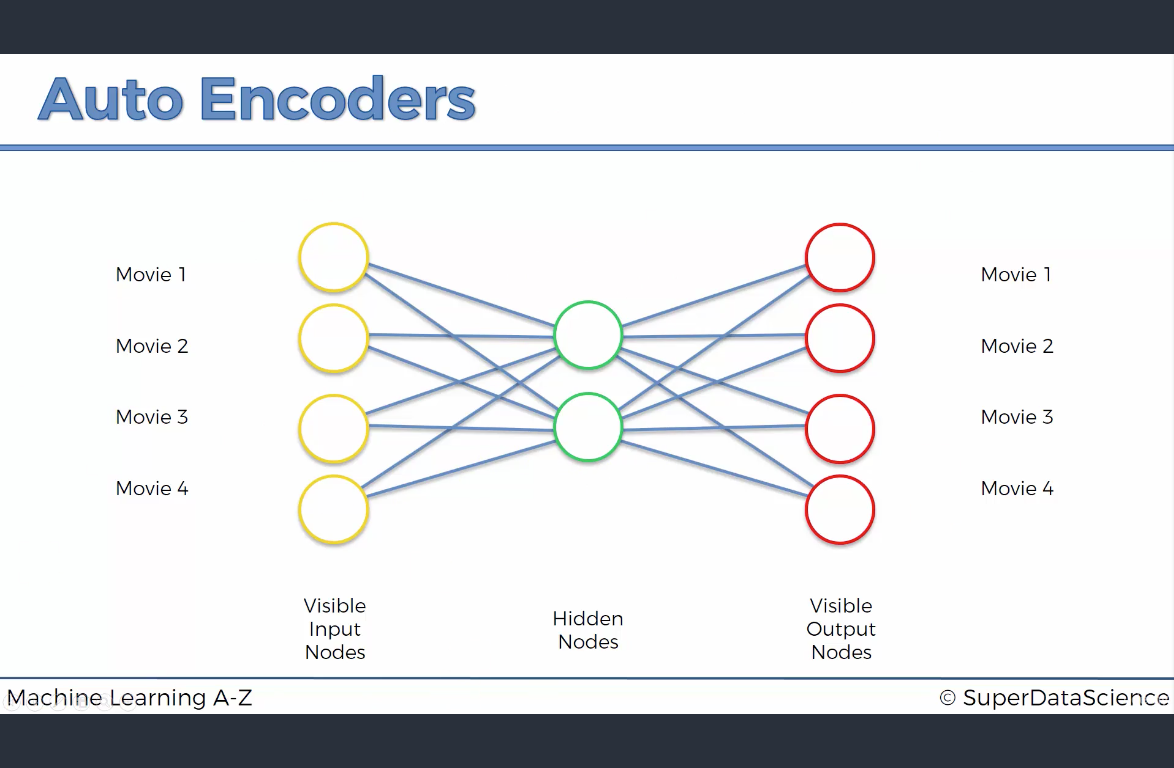 Auto Encoders
Movie 1
Movie 2
Movie 3
Movie 4
Movie 1
Movie 2
Movie 3
Movie 4
Visible
Input
Nodes
Hidden
Nodes
Visible
Output
Nodes
Machine Learning A-Z
© SuperDataScience